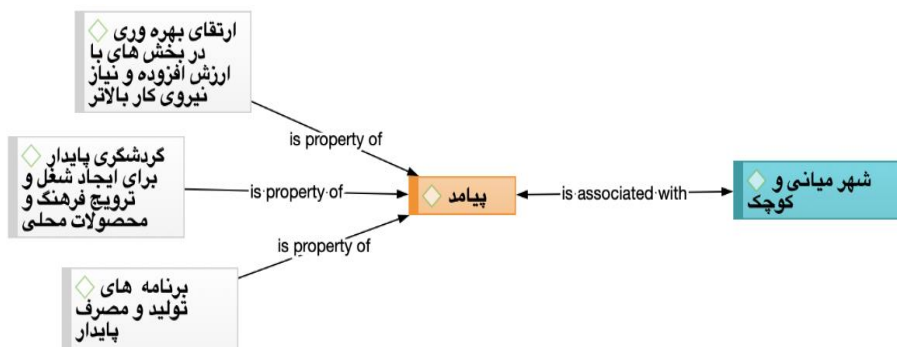 ارتقای بهره وری
در بخش های با
ارزش افزوده و نیاز
نیروی کار بالاتر
is property of
گردشگری پایدار
برای ایجاد شغل و
ترویج فرهنگ و
محصولات محلی
is property of
برنامه های
تولید و مصرف
پایدار
is property of
پیامد
is associated with
شهر میانی و
کوچک